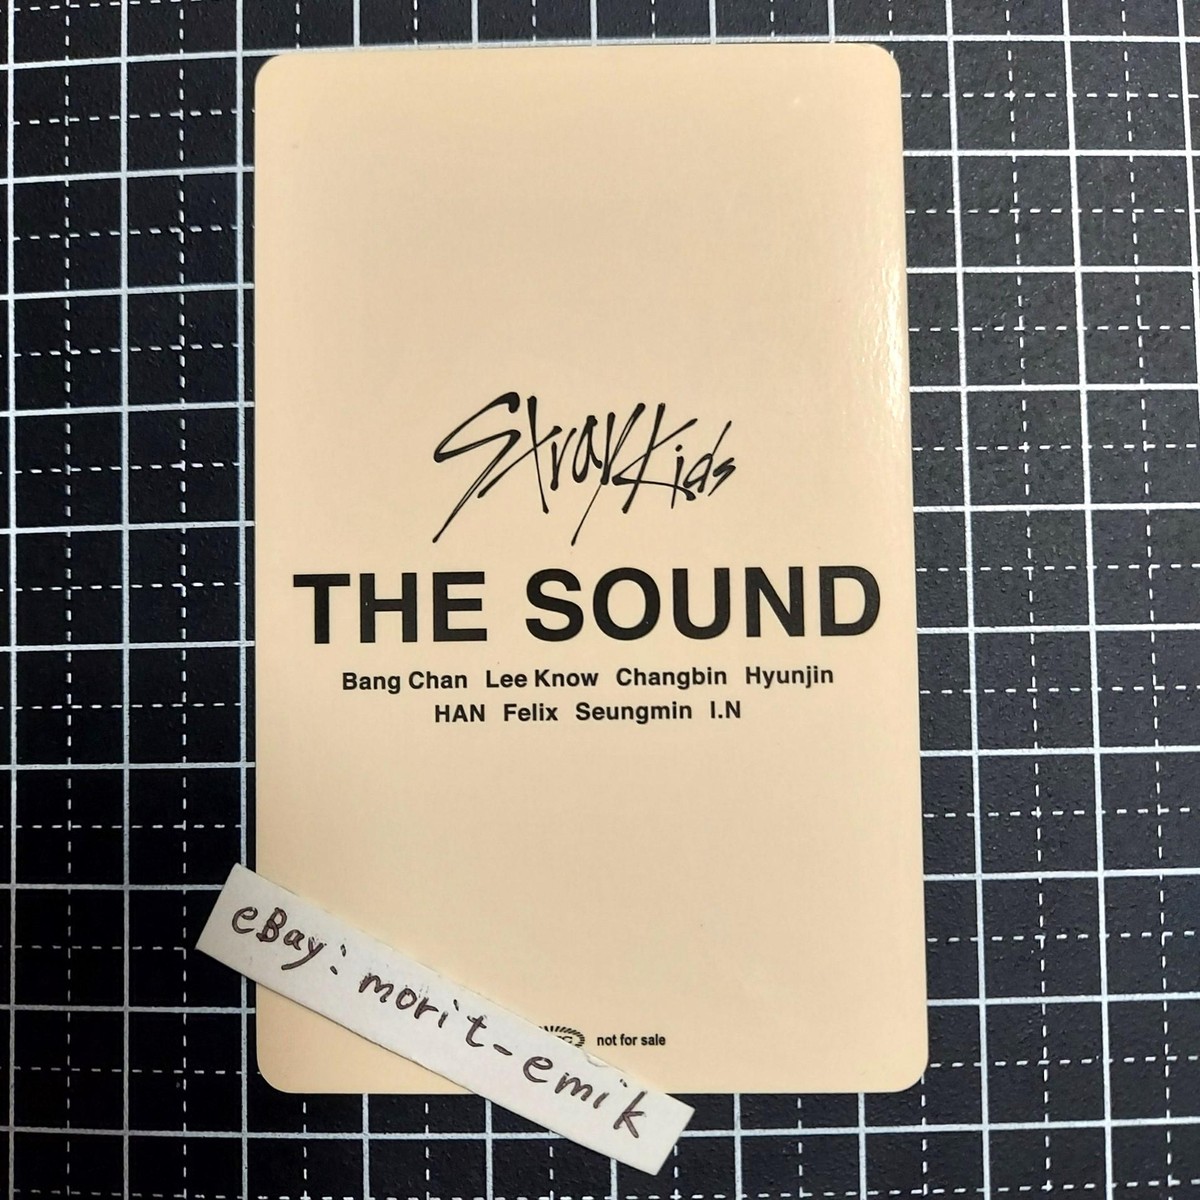 Stray Kids
THE SOUND
Bang Chan Lee Know Changbin Hyunjin
HAN Felix Seungmin I.N
not for sale
eBay: morit-emik